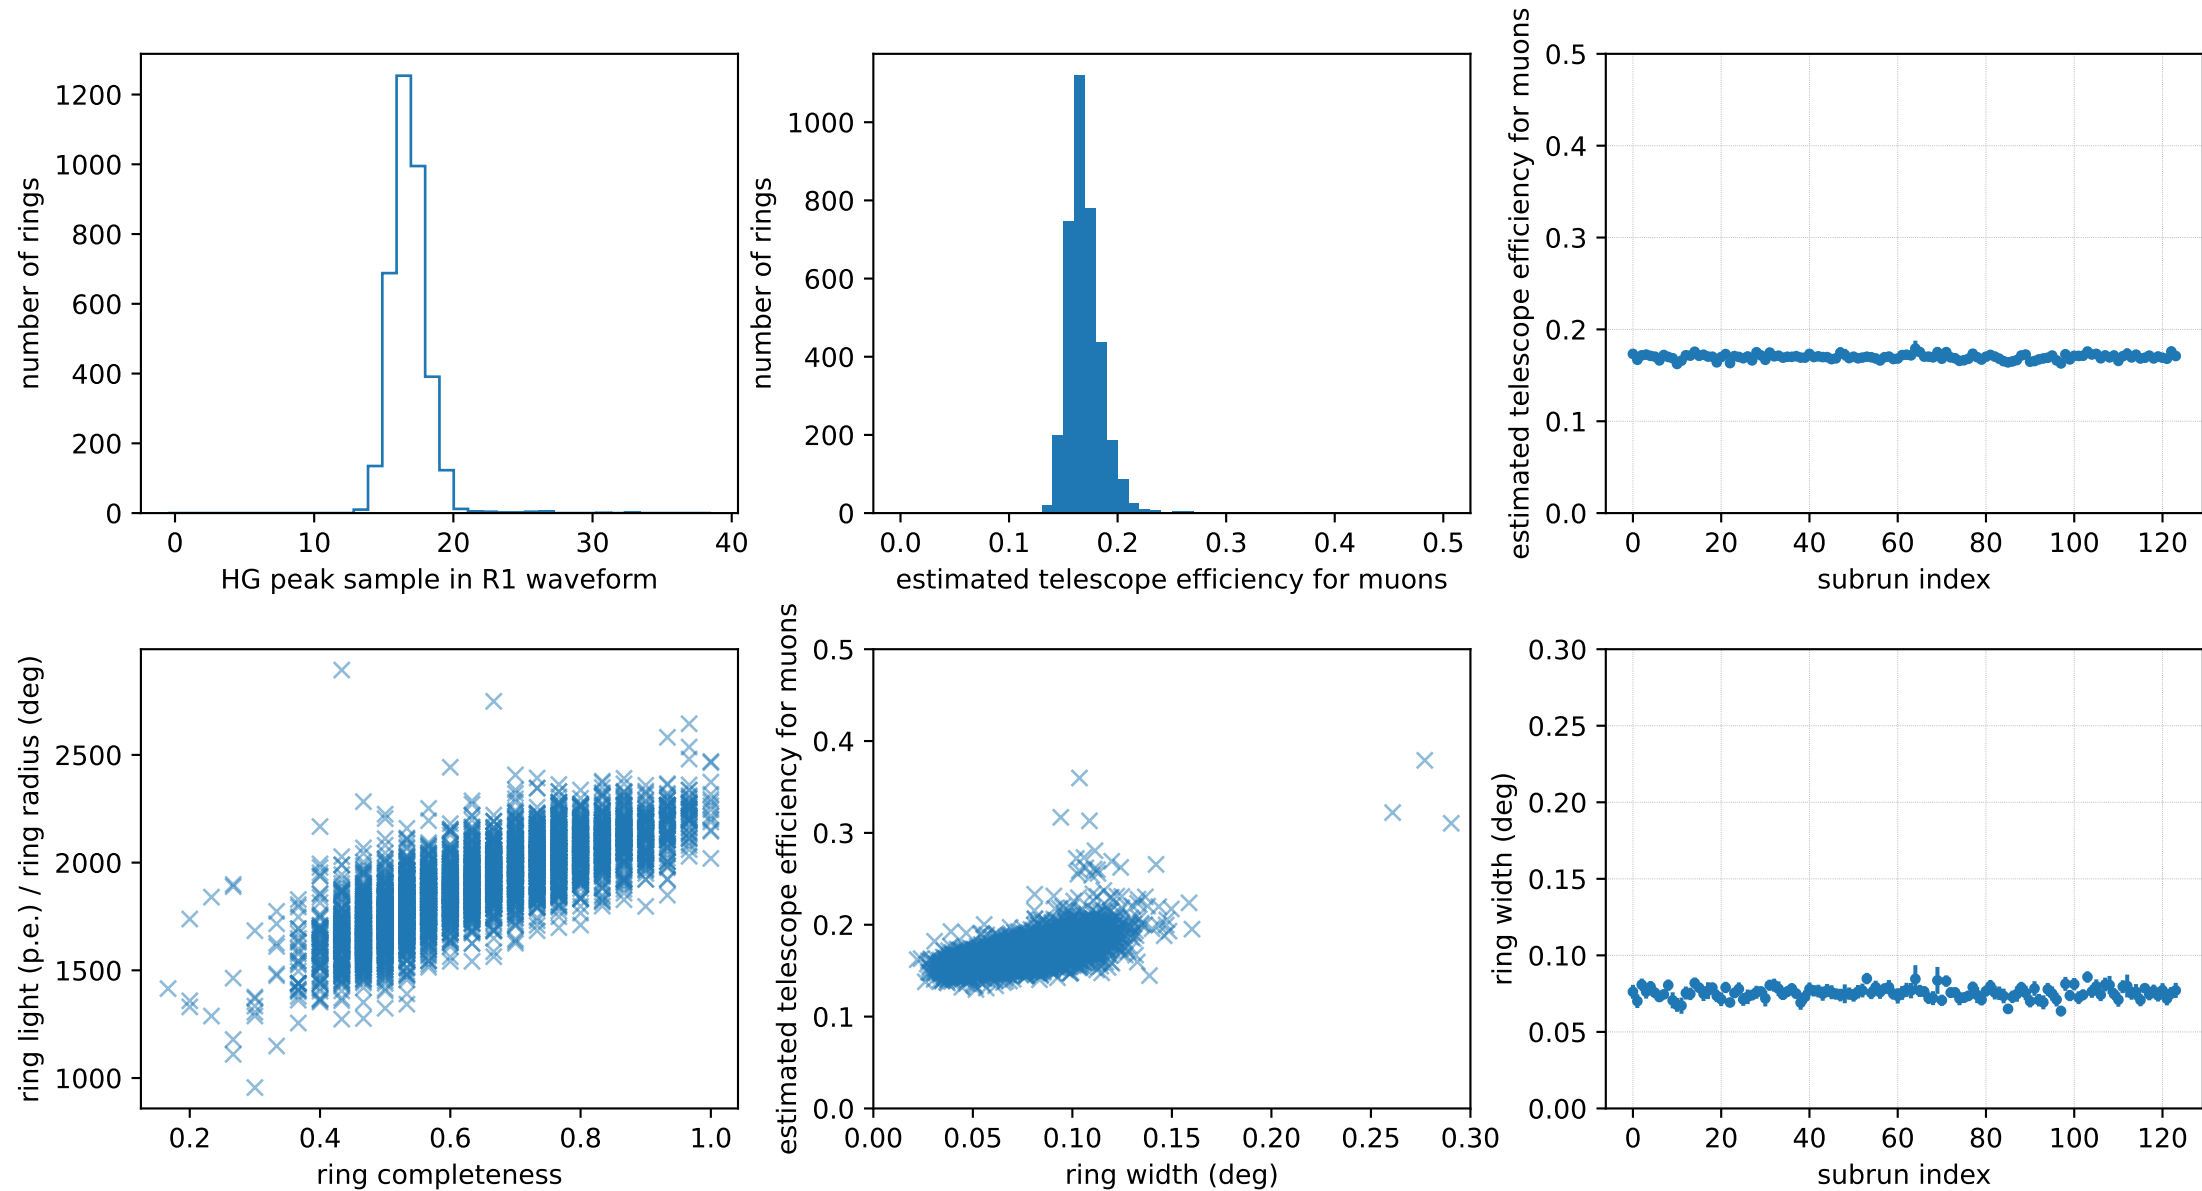 1200
1000
800
600
400
200
0
number of rings
0 10 20 30 40
HG peak sample in R1 waveform
1000
800
600
400
200
0
number of rings
0.0 0.1 0.2 0.3 0.4 0.5
estimated telescope efficiency for muons
0.5
0.4
0.3
0.2
0.1
0.0
estimated telescope efficiency for muons
0 20 40 60 80 100 120
subrun index
2500
2000
1500
1000
ring light (p.e.) / ring radius (deg)
0.2 0.4 0.6 0.8 1.0
ring completeness
0.5
0.4
0.3
0.2
0.1
0.0
estimated telescope efficiency for muons
0.00 0.05 0.10 0.15 0.20 0.25 0.30
ring width (deg)
0.30
0.25
0.20
0.15
0.10
0.05
0.00
ring width (deg)
0 20 40 60 80 100 120
subrun index